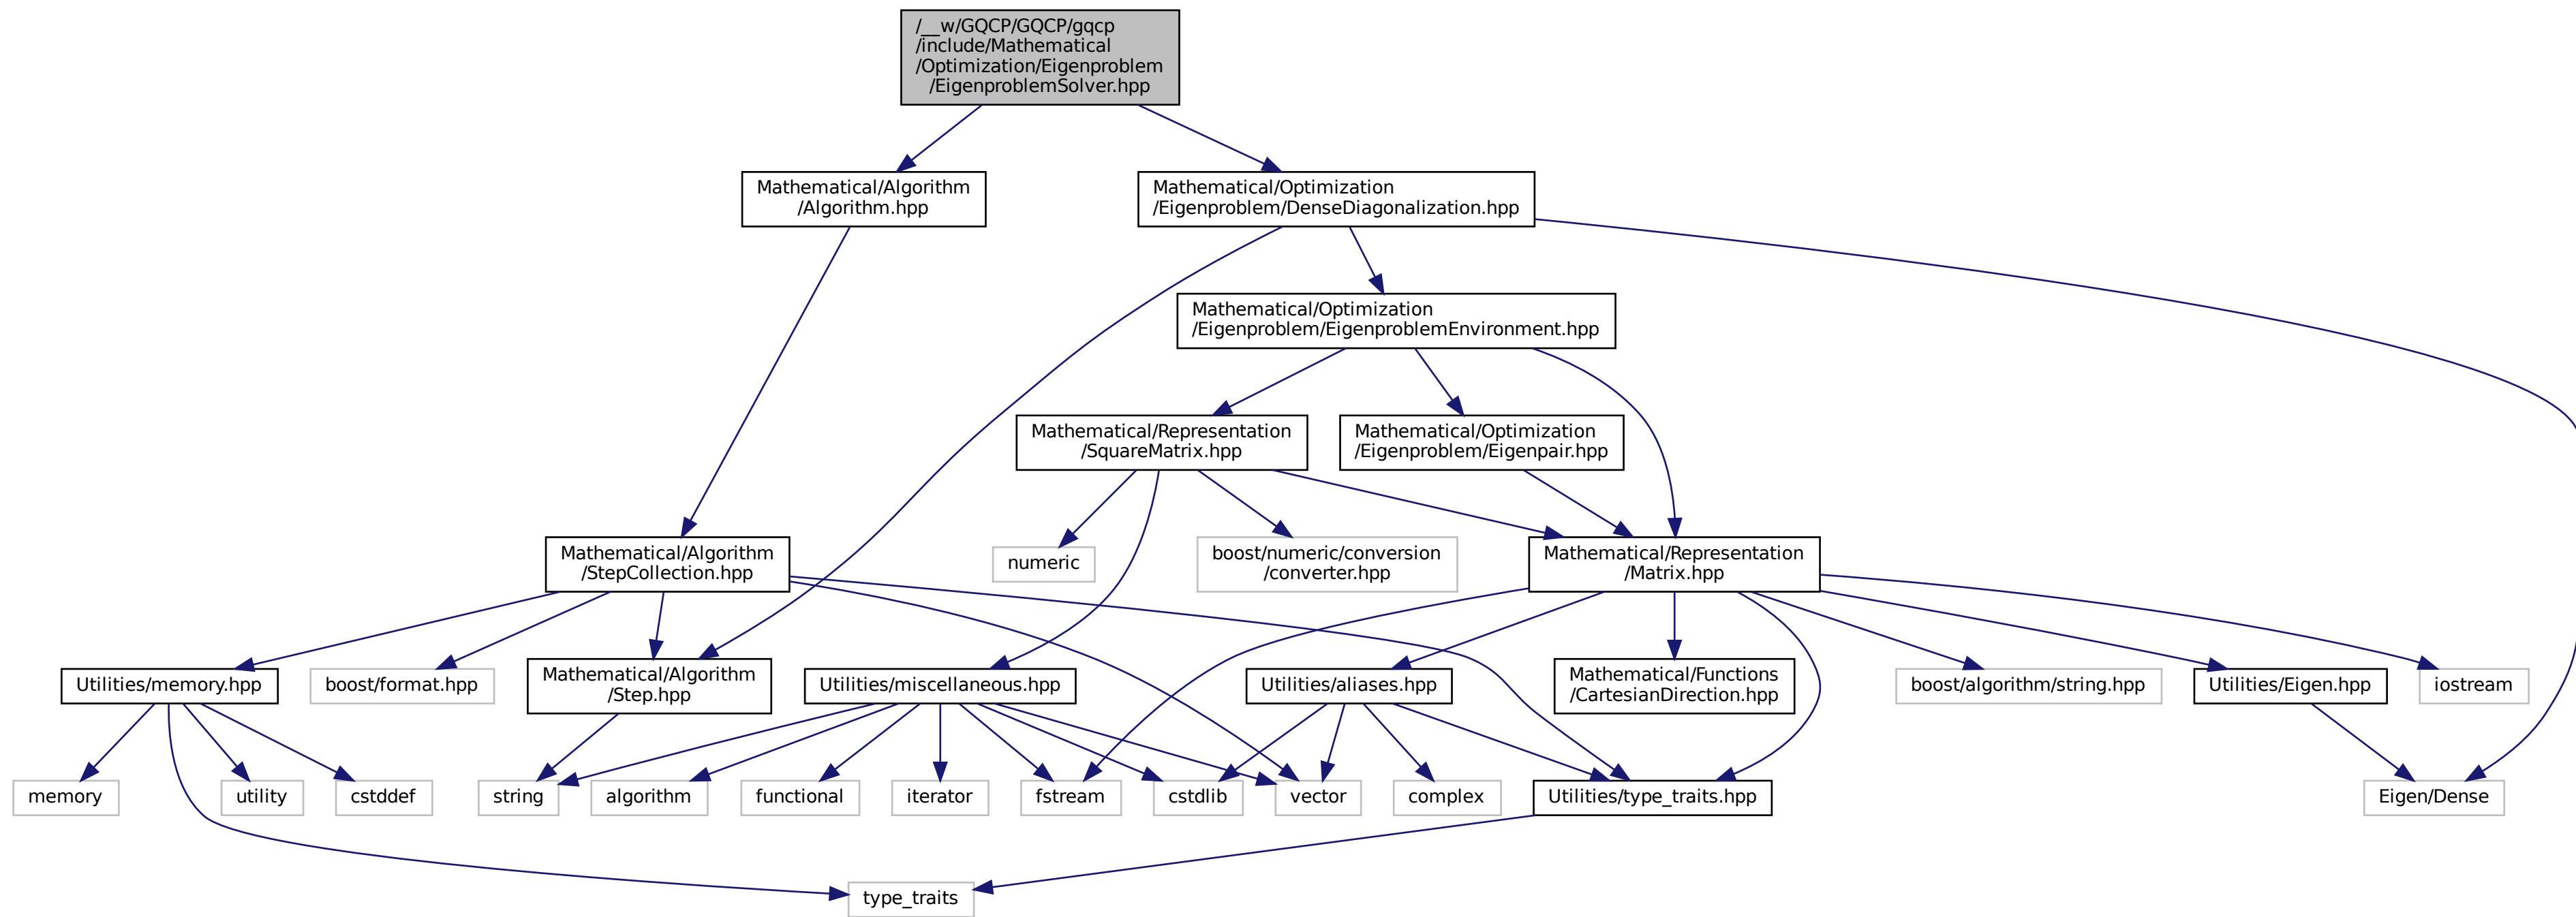 /__w/GQCP/GQCP/gqcp
/include/Mathematical
/Optimization/Eigenproblem
/EigenproblemSolver.hpp
Mathematical/Algorithm
/Algorithm.hpp
Mathematical/Optimization
/Eigenproblem/DenseDiagonalization.hpp
Mathematical/Optimization
/Eigenproblem/EigenproblemEnvironment.hpp
Mathematical/Representation
/SquareMatrix.hpp
Mathematical/Optimization
/Eigenproblem/Eigenpair.hpp
Mathematical/Algorithm
/StepCollection.hpp
numeric
boost/numeric/conversion
/converter.hpp
Mathematical/Representation
/Matrix.hpp
Utilities/memory.hpp
boost/format.hpp
Mathematical/Algorithm
/Step.hpp
Utilities/miscellaneous.hpp
Utilities/aliases.hpp
Mathematical/Functions
/CartesianDirection.hpp
boost/algorithm/string.hpp
Utilities/Eigen.hpp
iostream
memory
utility
cstddef
string
algorithm
functional
iterator
fstream
cstdlib
vector
complex
Utilities/type_traits.hpp
Eigen/Dense
type_traits